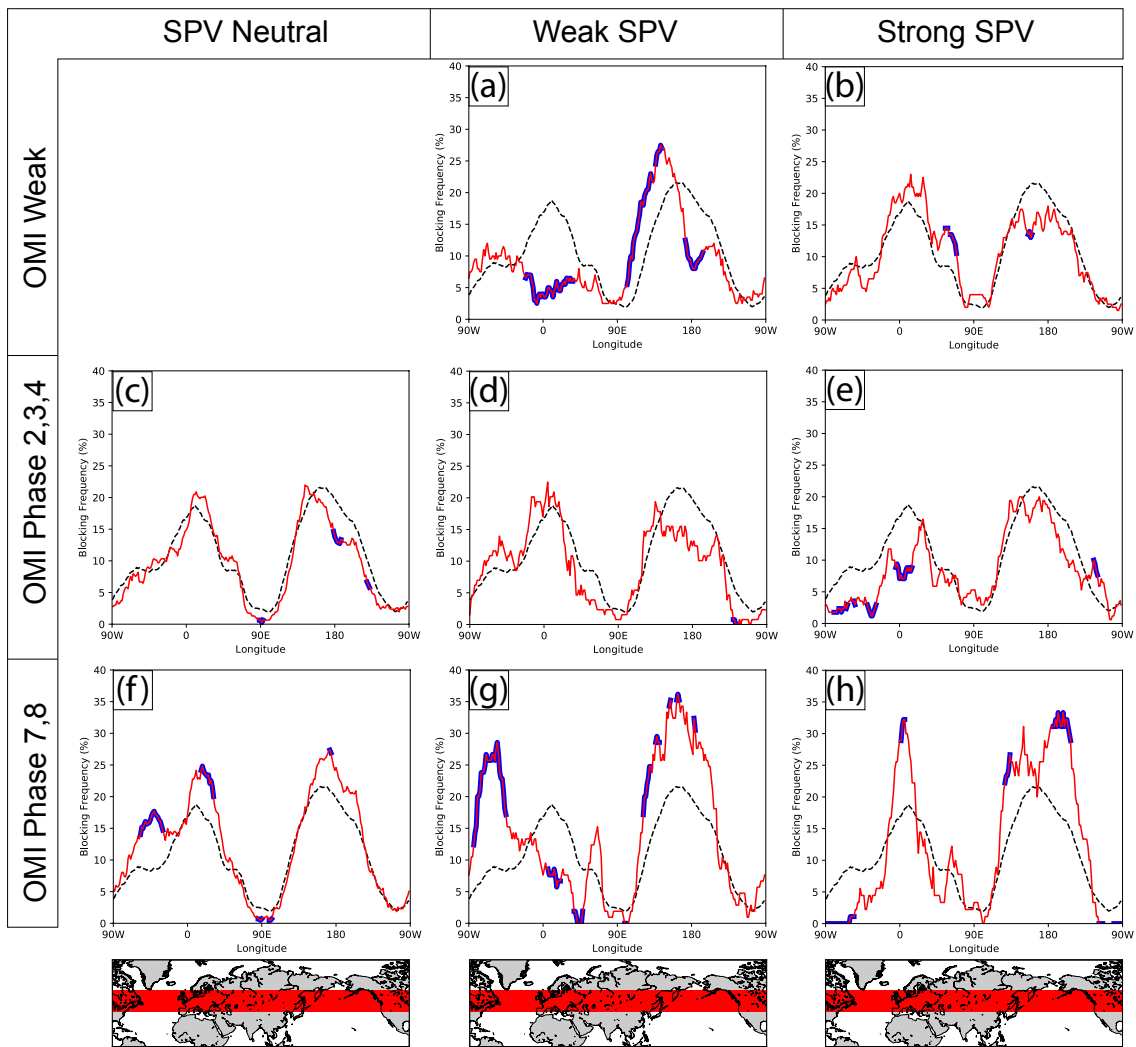 SPV Neutral
Weak SPV
Strong SPV
OMI Weak
(a)
40
35
30
25
20
15
10
5
0
Blocking Frequency (%)
90W
0
90E
180
90W
Longitude
(b)
40
35
30
25
20
15
10
5
0
Blocking Frequency (%)
90W
0
90E
180
90W
Longitude
OMI Phase 2,3,4
(c)
40
35
30
25
20
15
10
5
0
Blocking Frequency (%)
90W
0
90E
180
90W
Longitude
(d)
40
35
30
25
20
15
10
5
0
Blocking Frequency (%)
90W
0
90E
180
90W
Longitude
(e)
40
35
30
25
20
15
10
5
0
Blocking Frequency (%)
90W
0
90E
180
90W
Longitude
OMI Phase 7,8
(f)
40
35
30
25
20
15
10
5
0
Blocking Frequency (%)
90W
0
90E
180
90W
Longitude
(g)
40
35
30
25
20
15
10
5
0
Blocking Frequency (%)
90W
0
90E
180
90W
Longitude
(h)
40
35
30
25
20
15
10
5
0
Blocking Frequency (%)
90W
0
90E
180
90W
Longitude